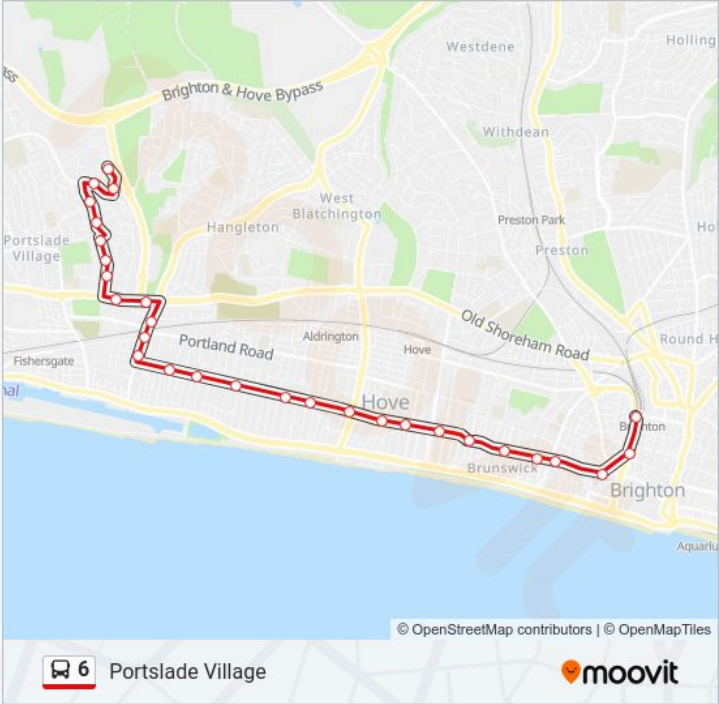 Westdene
Holling
ass
Brighton & Hove Bypass
Withdean
West
Blatchington
Preston Park
Ho
Hangleton
Portslade
Village
Preston
Old Shoreham Road
Round H
Portland Road
Aldrington
Hove
Fishersgate
nal
Hove
Brunswick
Brighton
Aquariu
© OpenStreetMap contributors | © OpenMapTiles
6 Portslade Village
moovit